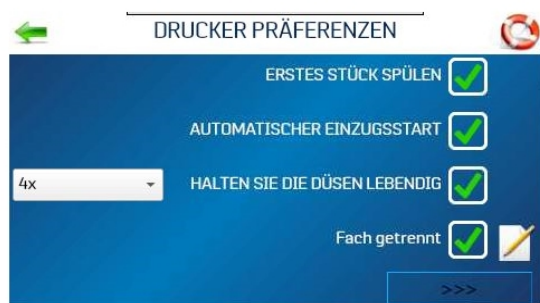 DRUCKER PRÄFERENZEN
ERSTES STÜCK SPÜLEN
AUTOMATISCHER EINZUGSSTART
4x HALTEN SIE DIE DÜSEN LEBENDIG
Fach getrennt
>>>